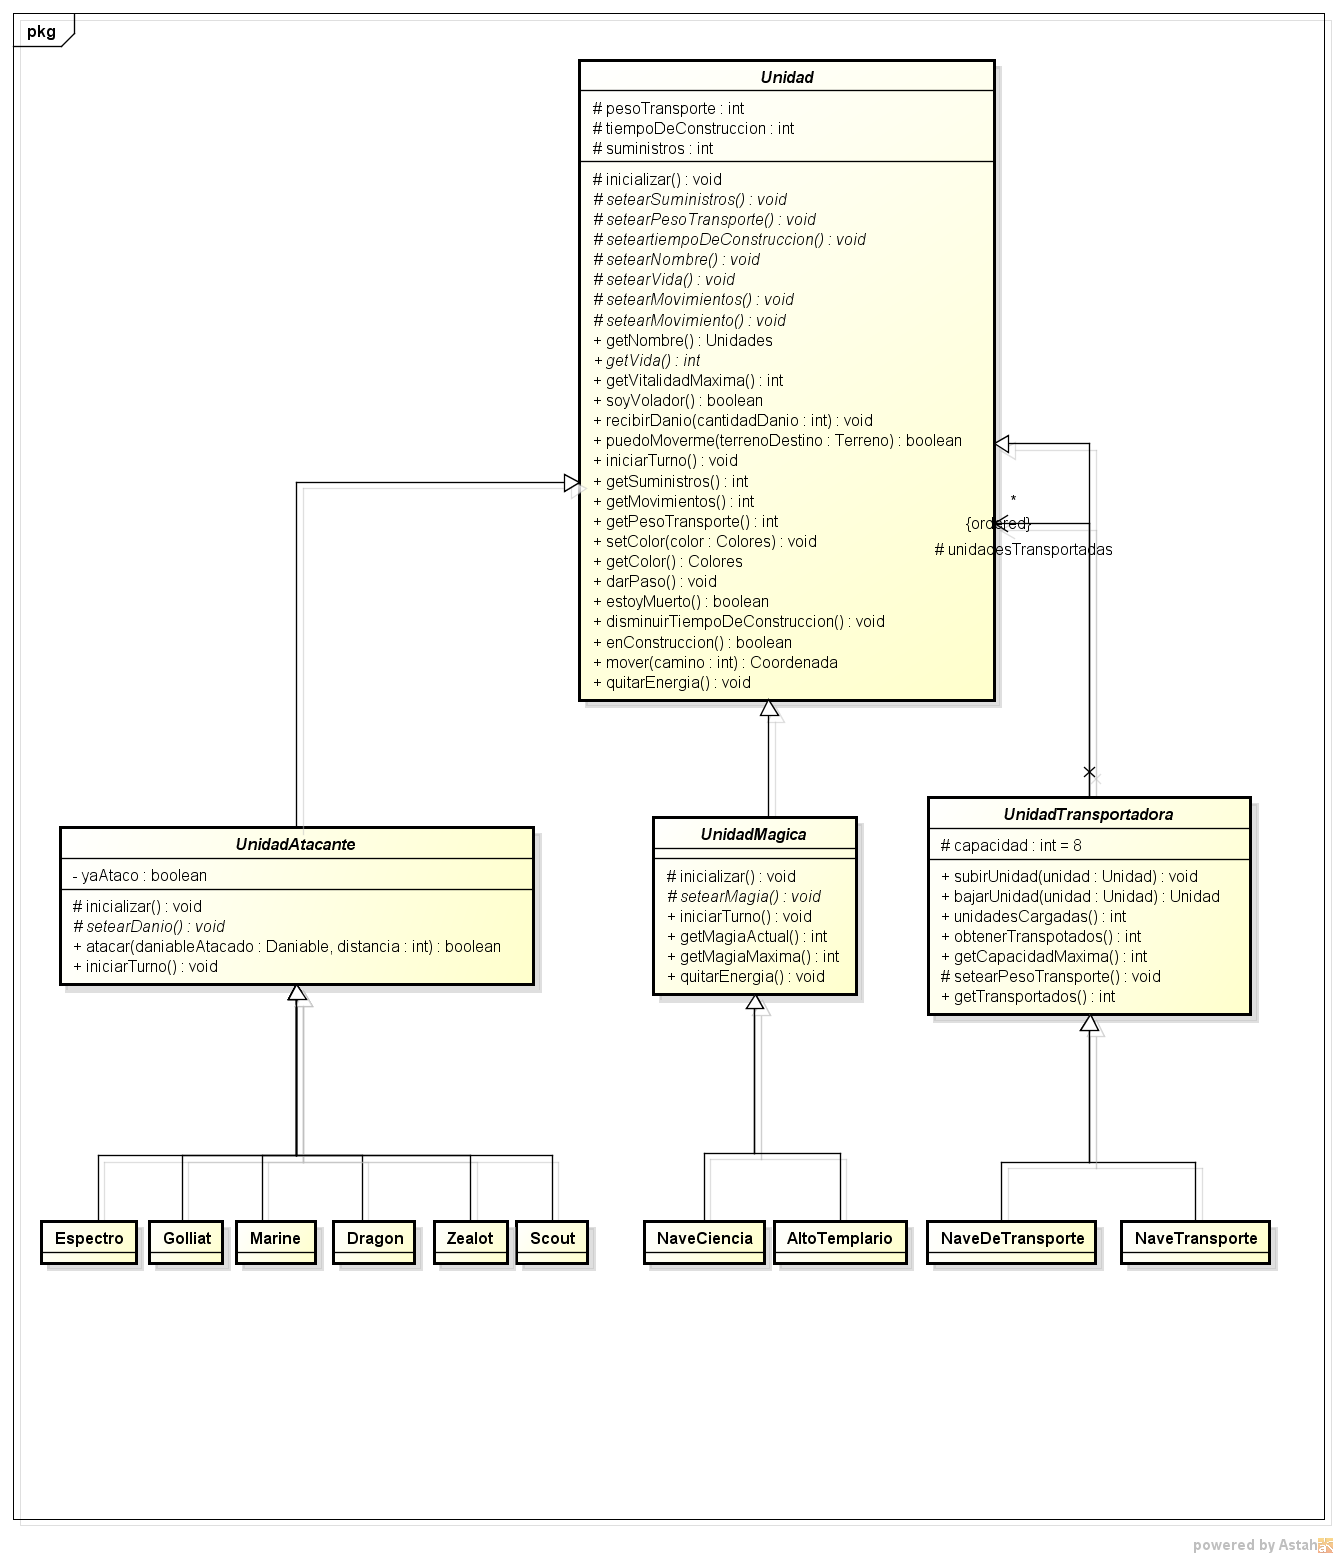 pkg
Unidad
# pesoTransporte : int
# tiempoDeConstruccion : int
# suministros : int
# inicializar() : void
# setearSuministros() : void
# setearPesoTransporte() : void
# seteartiempoDeConstruccion() : void
# setearNombre() : void
# setearVida() : void
# setearMovimientos() : void
# setearMovimiento() : void
+ getNombre() : Unidades
+ getVida() : int
+ getVitalidadMaxima() : int
+ soyVolador() : boolean
+ recibirDanio(cantidadDanio : int) : void
+ puedoMoverme(terrenoDestino : Terreno) : boolean
+ iniciarTurno() : void
+ getSuministros() : int
+ getMovimientos() : int
+ getPesoTransporte() : int
+ setColor(color : Colores) : void
+ getColor() : Colores
+ darPaso() : void
+ estoyMuerto() : boolean
+ disminuirTiempoDeConstruccion() : void
+ enConstruccion() : boolean
+ mover(camino : int) : Coordenada
+ quitarEnergia() : void
*
{ordered}
# unidadesTransportadas
UnidadAtacante
- yaAtaco : boolean
# inicializar() : void
# setearDanio() : void
+ atacar(daniableAtacado : Daniable, distancia : int) : boolean
+ iniciarTurno() : void
UnidadMagica
# inicializar() : void
# setearMagia() : void
+ iniciarTurno() : void
+ getMagiaActual() : int
+ getMagiaMaxima() : int
+ quitarEnergia() : void
UnidadTransportadora
# capacidad : int = 8
+ subirUnidad(unidad : Unidad) : void
+ bajarUnidad(unidad : Unidad) : Unidad
+ unidadesCargadas() : int
+ obtenerTranspotados() : int
+ getCapacidadMaxima() : int
# setearPesoTransporte() : void
+ getTransportados() : int
Espectro
Golliat
Marine
Dragon
Zealot
Scout
NaveCiencia
AltoTemplario
NaveDeTransporte
NaveTransporte
powered by Astah